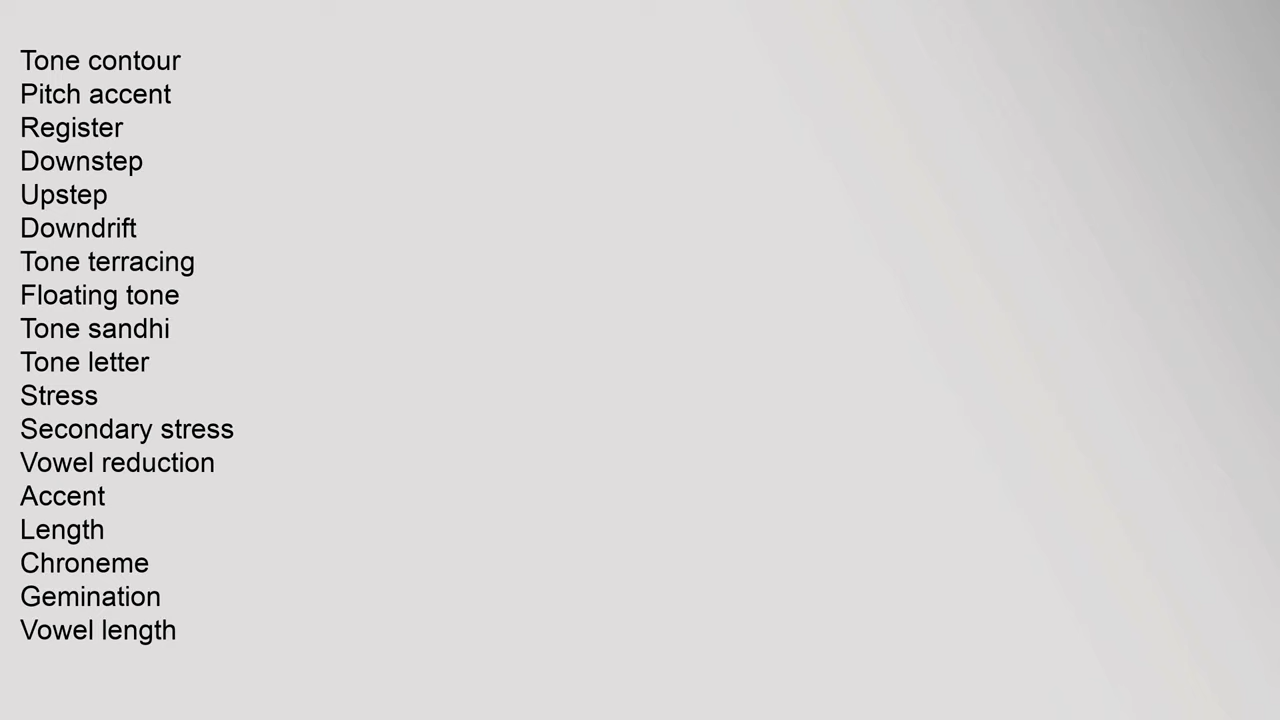 Tone contour
Pitch accent
Register
Downstep
Upstep
Downdrift
Tone terracing
Floating tone
Tone sandhi
Tone letter
Stress
Secondary stress
Vowel reduction
Accent
Length
Chroneme
Gemination
Vowel length